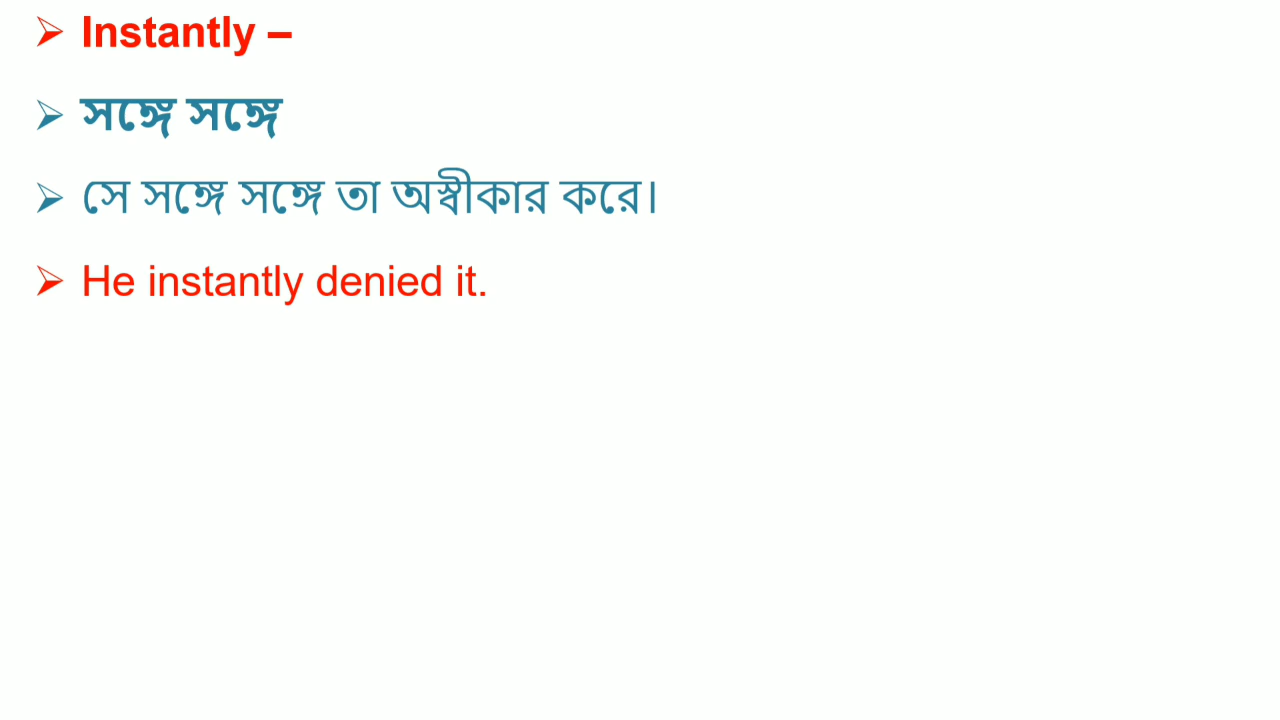 ➢ Instantly –
➢ সঙ্গে সঙ্গে
➢ সে সঙ্গে সঙ্গে তা অস্বীকার করে।
➢ He instantly denied it.